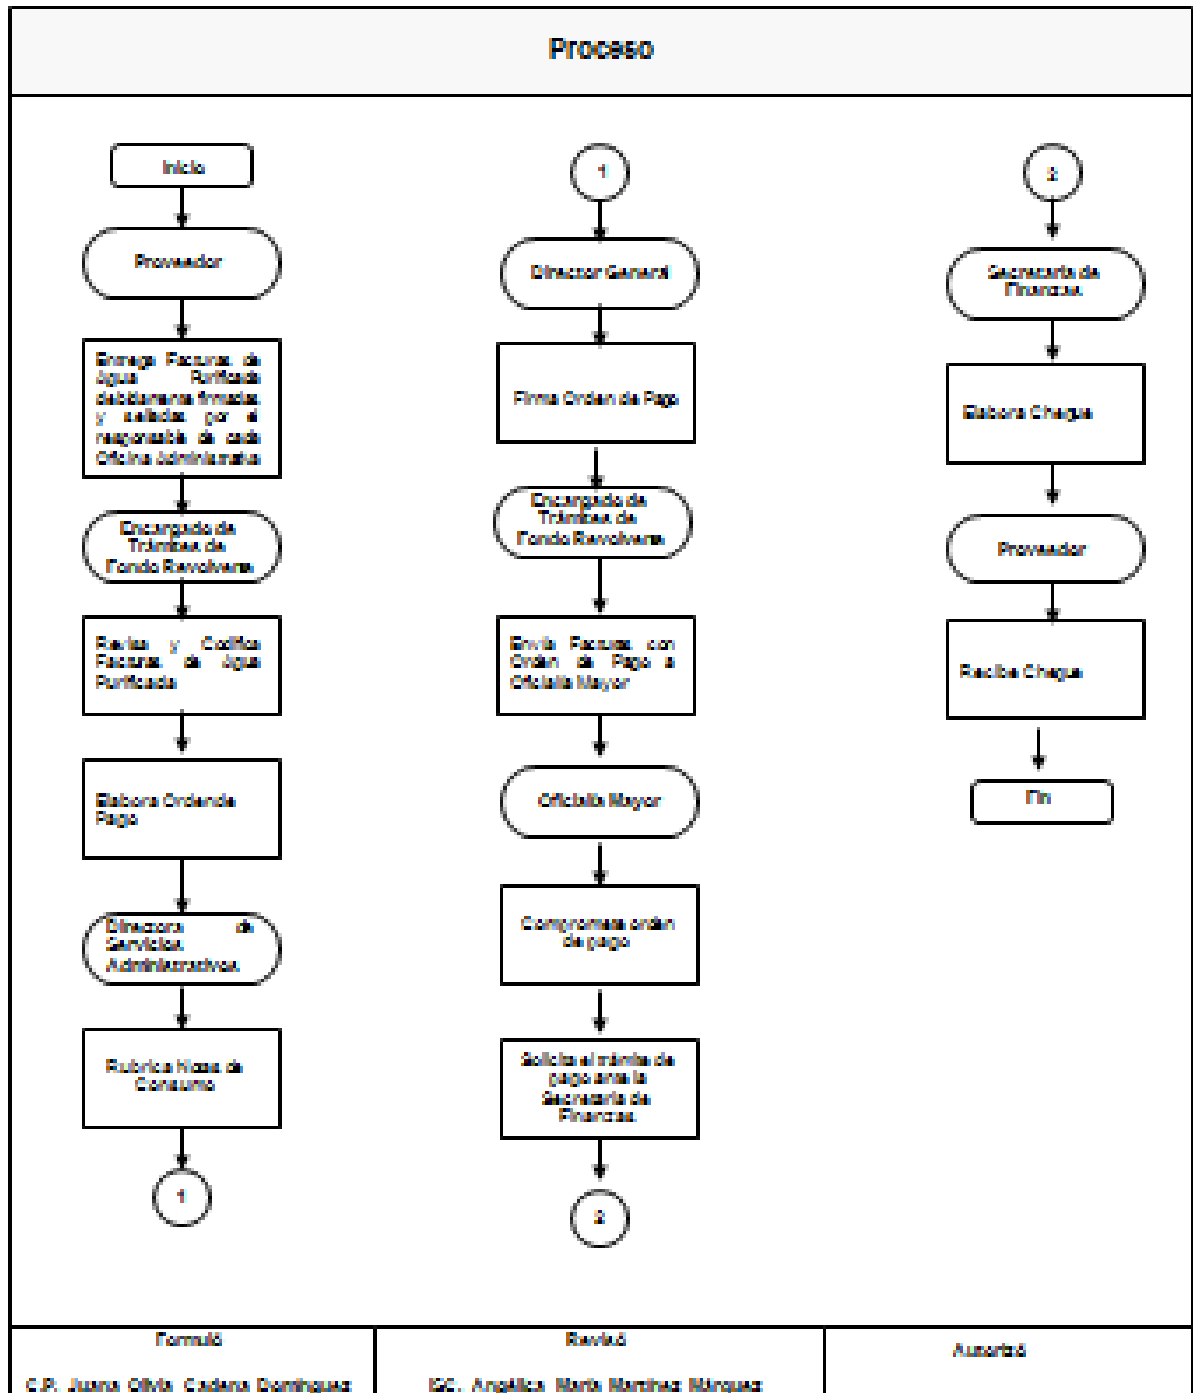 Proceso
Inicio
Proveedor
Entrega Facturas de
Agua Purificada
debidamente firmadas
y selladas por el
responsable de cada
Oficina Administrativa
Encargado de
Trámites de
Fondo Revolvente
Revisa y Codifica
Facturas de Agua
Purificada
Elabora Orden de
Pago
Directora de
Servicios
Administrativos
Rubrica Notas de
Consumo
1
1
Director General
Firma Orden de Pago
Encargado de
Trámites de
Fondo Revolvente
Envía Facturas con
Orden de Pago a
Oficialía Mayor
Oficialía Mayor
Compromete orden
de pago
Solicita el trámite de
pago ante la
Secretaría de
Finanzas
2
2
Secretaría de
Finanzas
Elabora Cheque
Proveedor
Recibe Cheque
Fin
Formuló
C.P. Juana Olivia Cadena Domínguez
Revisó
ISC. Angélica María Martínez Márquez
Autorizó